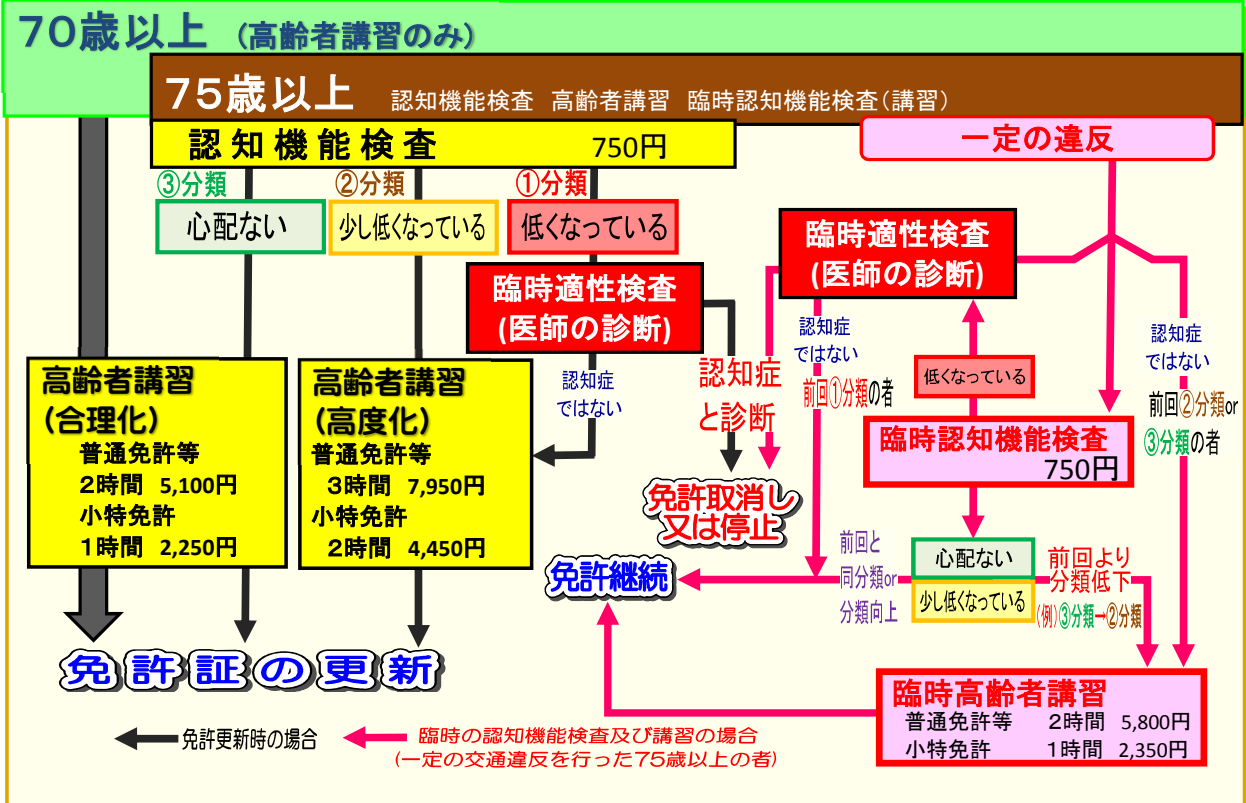 70歳以上 (高齢者講習のみ)
75歳以上 認知機能検査 高齢者講習 臨時認知機能検査(講習)
認知機能検査 750円
一定の違反
③分類
②分類
①分類
心配ない
少し低くなっている
低くなっている
臨時適性検査
(医師の診断)
臨時適性検査
(医師の診断)
認知症
ではない
認知症
と診断
認知症
ではない
前回①分類の者
低くなっている
認知症
ではない
前回②分類or
③分類の者
高齢者講習
(合理化)
普通免許等
2時間 5,100円
小特免許
1時間 2,250円
高齢者講習
(高度化)
普通免許等
3時間 7,950円
小特免許
2時間 4,450円
臨時認知機能検査
750円
免許取消し
又は停止
免許継続
前回と
同分類or
分類向上
心配ない
少し低くなっている
前回より
分類低下
(例)③分類→②分類
免許証の更新
臨時高齢者講習
普通免許等 2時間 5,800円
小特免許 1時間 2,350円
免許更新時の場合
臨時の認知機能検査及び講習の場合
(一定の交通違反を行った75歳以上の者)